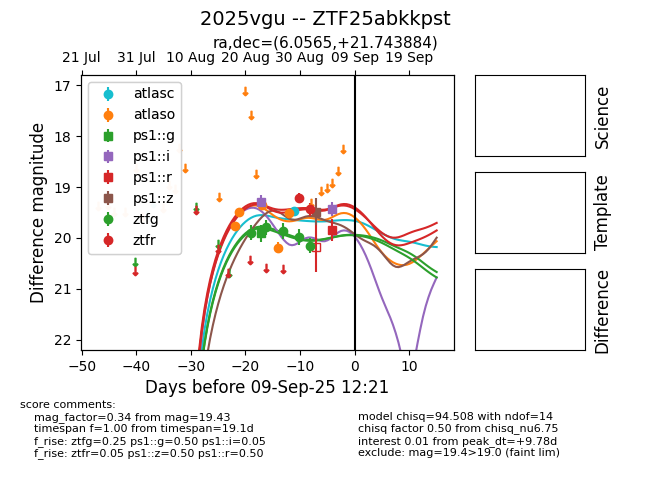 2025vgu -- ZTF25abkkpst
ra,dec=(6.0565,+21.743884)
21 Jul 31 Jul 10 Aug 20 Aug 30 Aug 09 Sep 19 Sep
17
18
19
20
21
22
Difference magnitude
atlasc
atlaso
ps1::g
ps1::i
ps1::r
ps1::z
ztfg
ztfr
−50 −40 −30 −20 −10 0 10
Days before 09-Sep-25 12:21
Science
Template
Difference
score comments:
mag_factor=0.34 from mag=19.43
timespan f=1.00 from timespan=19.1d
f_rise: ztfg=0.25 ps1::g=0.50 ps1::i=0.05
f_rise: ztfr=0.05 ps1::z=0.50 ps1::r=0.50
model chisq=94.508 with ndof=14
chisq factor 0.50 from chisq_nu6.75
interest 0.01 from peak_dt=+9.78d
exclude: mag=19.4>19.0 (faint lim)